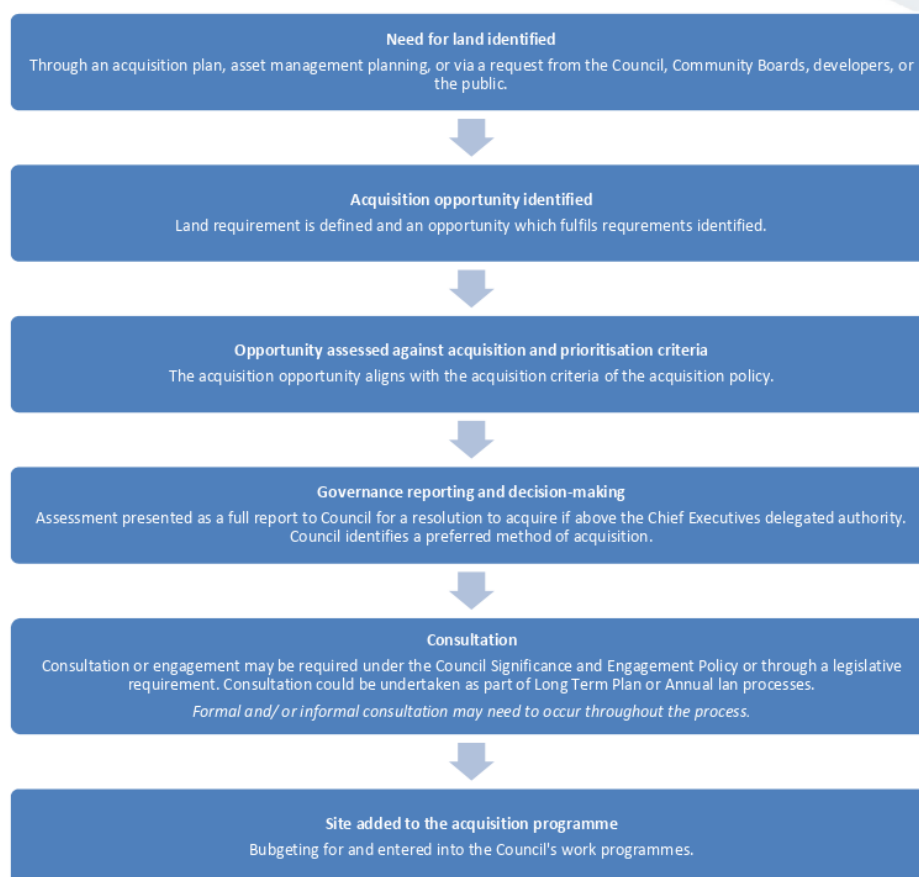 Need for land identified
Through an acquisition plan, asset management planning, or via a request from the Council, Community Boards, developers, or
the public.
Acquisition opportunity identified
Land requirement is defined and an opportunity which fulfils requrements identified.
Opportunity assessed against acquisition and prioritisation criteria
The acquisition opportunity aligns with the acquisition criteria of the acquisition policy.
Governance reporting and decision-making
Assessment presented as a full report to Council for a resolution to acquire if above the Chief Executives delegated authority.
Council identifies a preferred method of acquisition.
Consultation
Consultation or engagement may be required under the Council Significance and Engagement Policy or through a legislative
requirement. Consultation could be undertaken as part of Long Term Plan or Annual lan processes.
Formal and/ or informal consultation may need to occur throughout the process.
Site added to the acquisition programme
Bubgeting for and entered into the Council's work programmes.